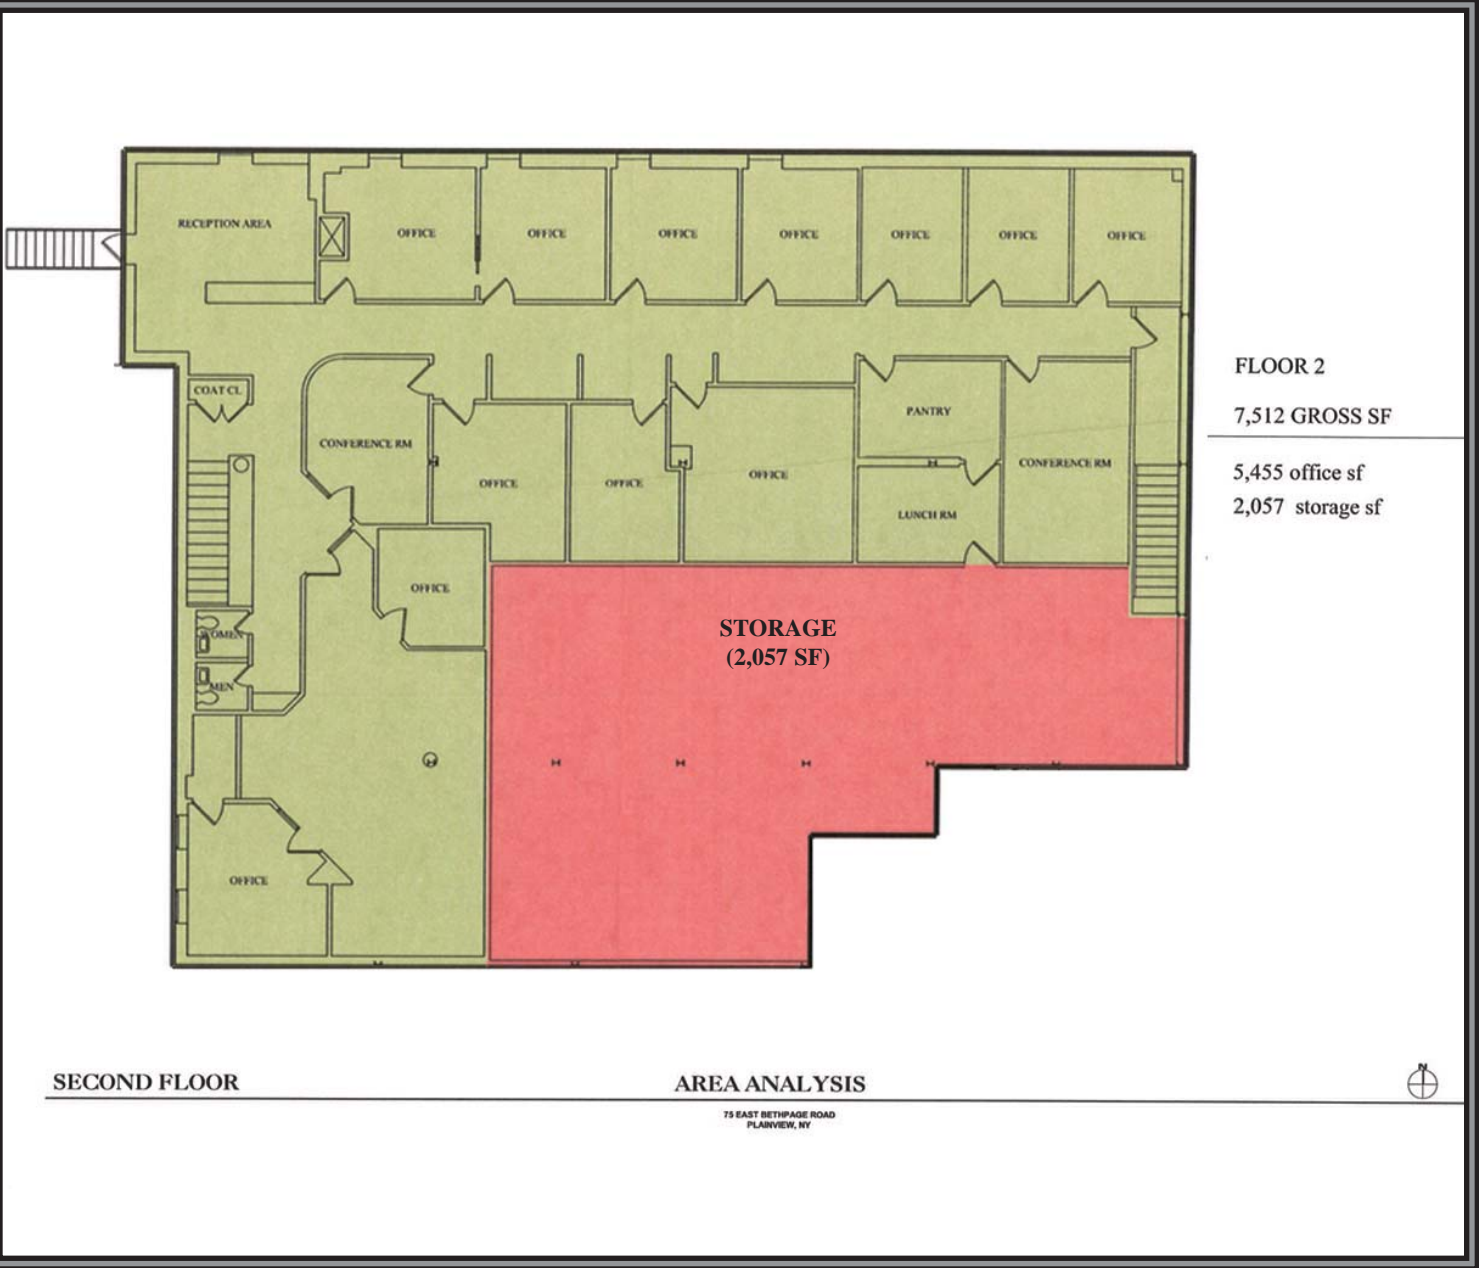 RECEPTION AREA
OFFICE
OFFICE
OFFICE
OFFICE
OFFICE
OFFICE
OFFICE
COAT CL
CONFERENCE RM
OFFICE
OFFICE
OFFICE
PANTRY
LUNCH RM
CONFERENCE RM
OFFICE
WOMEN
MEN
OFFICE
STORAGE
(2,057 SF)
FLOOR 2
7,512 GROSS SF
5,455 office sf
2,057 storage sf
SECOND FLOOR
AREA ANALYSIS
75 EAST BETHPAGE ROAD
PLAINVIEW, NY
N